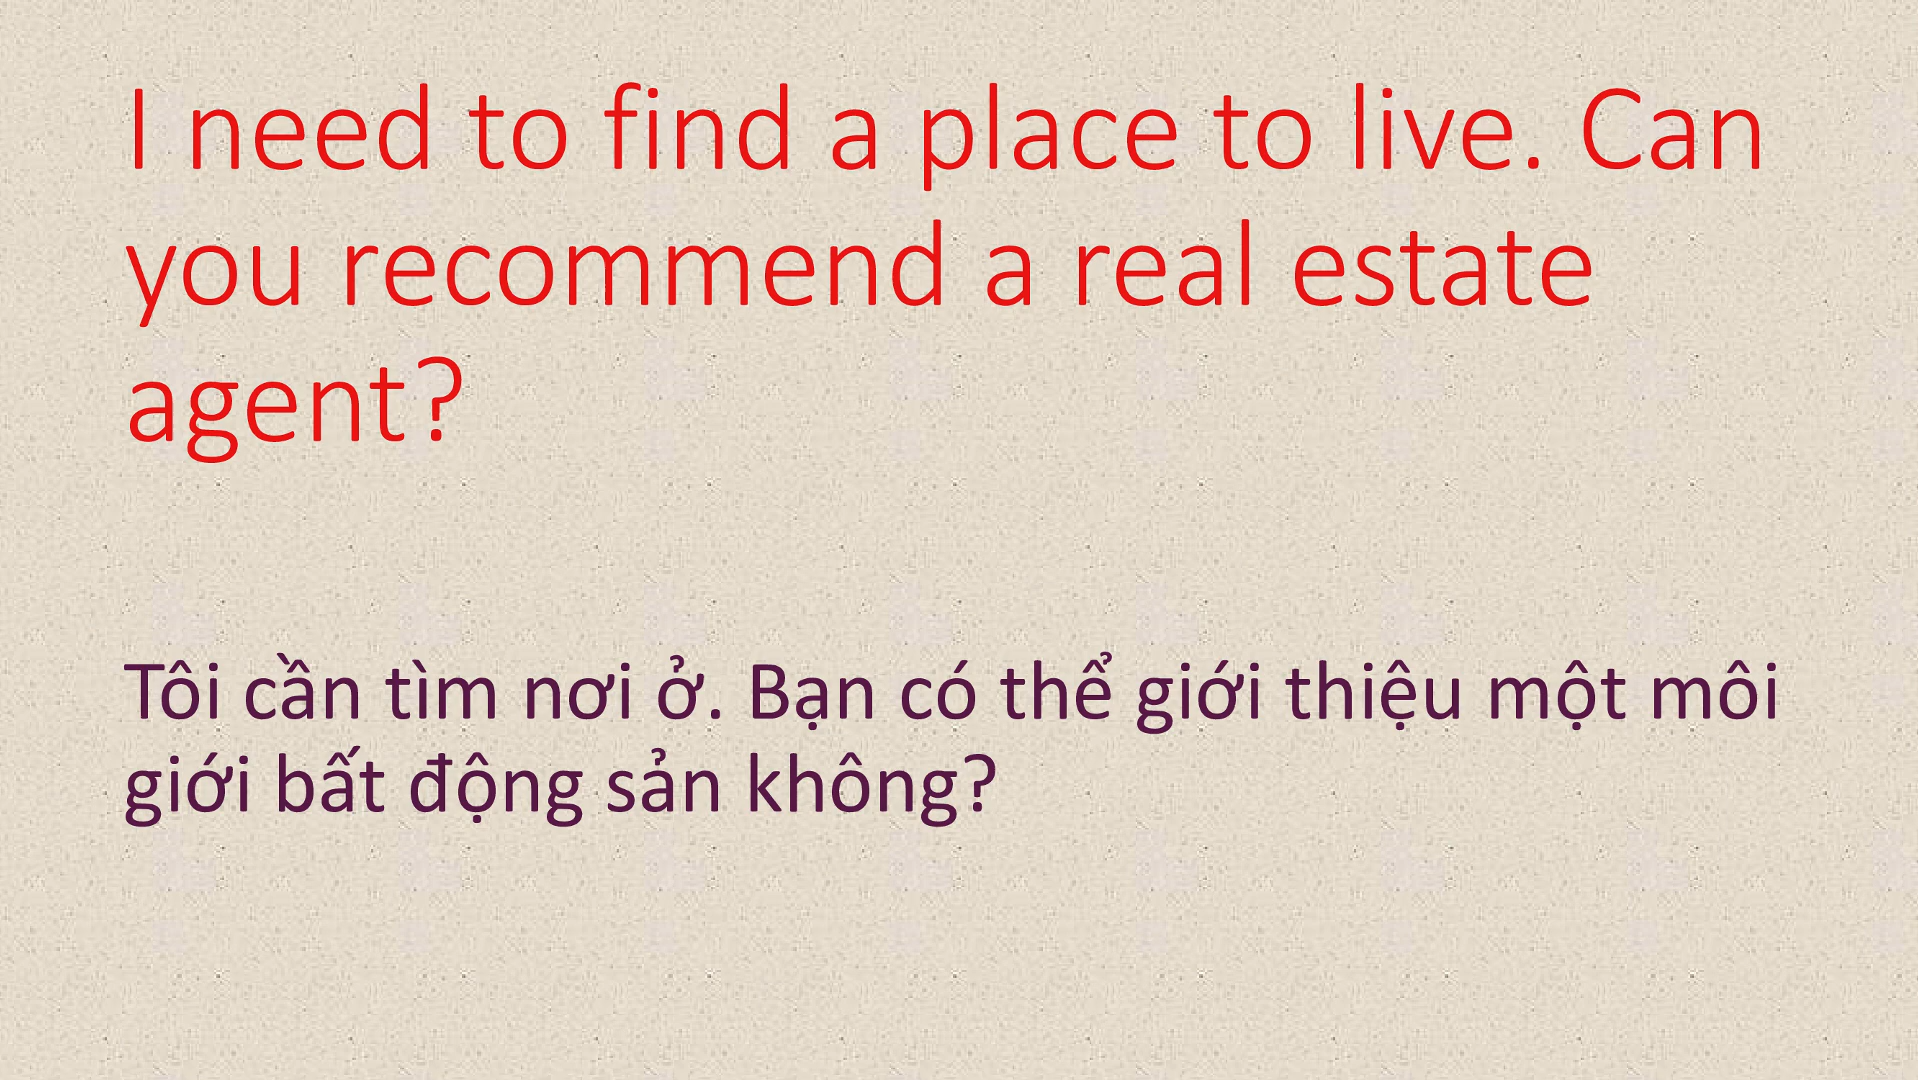 I need to find a place to live. Can
you recommend a real estate
agent?
Tôi cần tìm nơi ở. Bạn có thể giới thiệu một môi
giới bất động sản không?